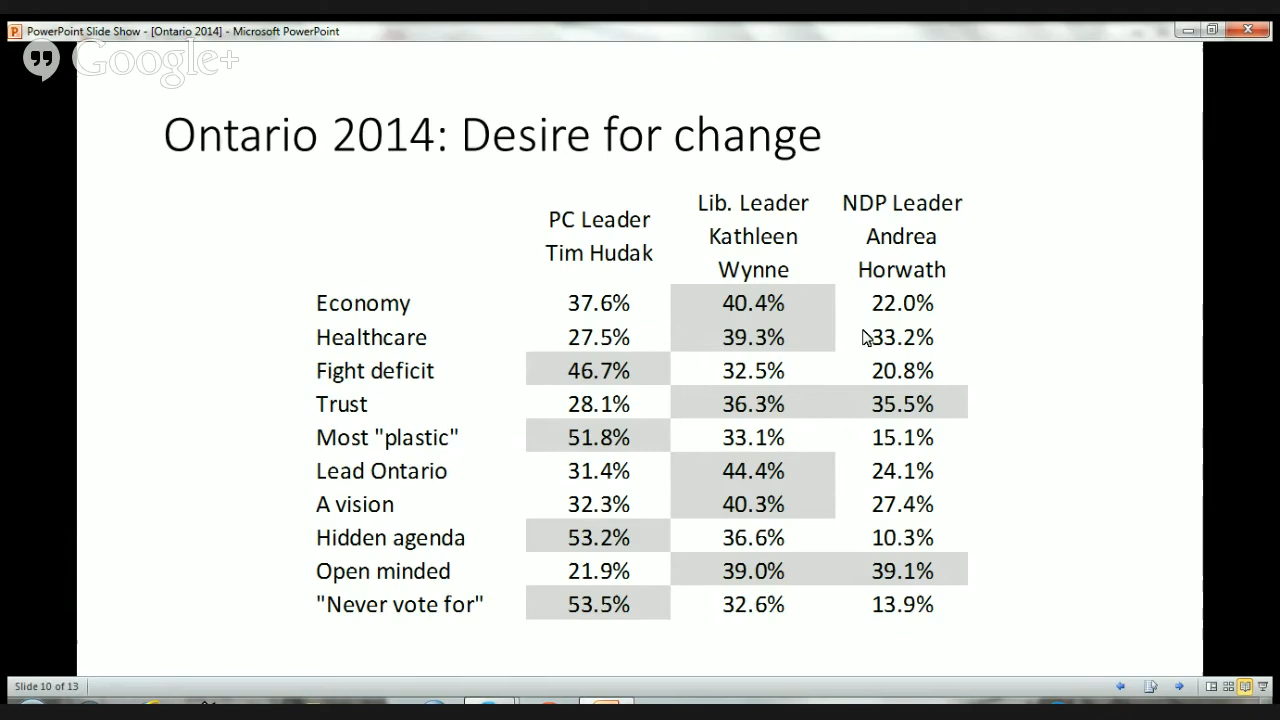 PowerPoint Slide Show - [Ontario 2014] - Microsoft PowerPoint
Google+
Ontario 2014: Desire for change
PC Leader Tim Hudak Lib. Leader Kathleen Wynne NDP Leader Andrea Horwath
Economy 37.6% 40.4% 22.0%
Healthcare 27.5% 39.3% 33.2%
Fight deficit 46.7% 32.5% 20.8%
Trust 28.1% 36.3% 35.5%
Most "plastic" 51.8% 33.1% 15.1%
Lead Ontario 31.4% 44.4% 24.1%
A vision 32.3% 40.3% 27.4%
Hidden agenda 53.2% 36.6% 10.3%
Open minded 21.9% 39.0% 39.1%
"Never vote for" 53.5% 32.6% 13.9%
Slide 10 of 13